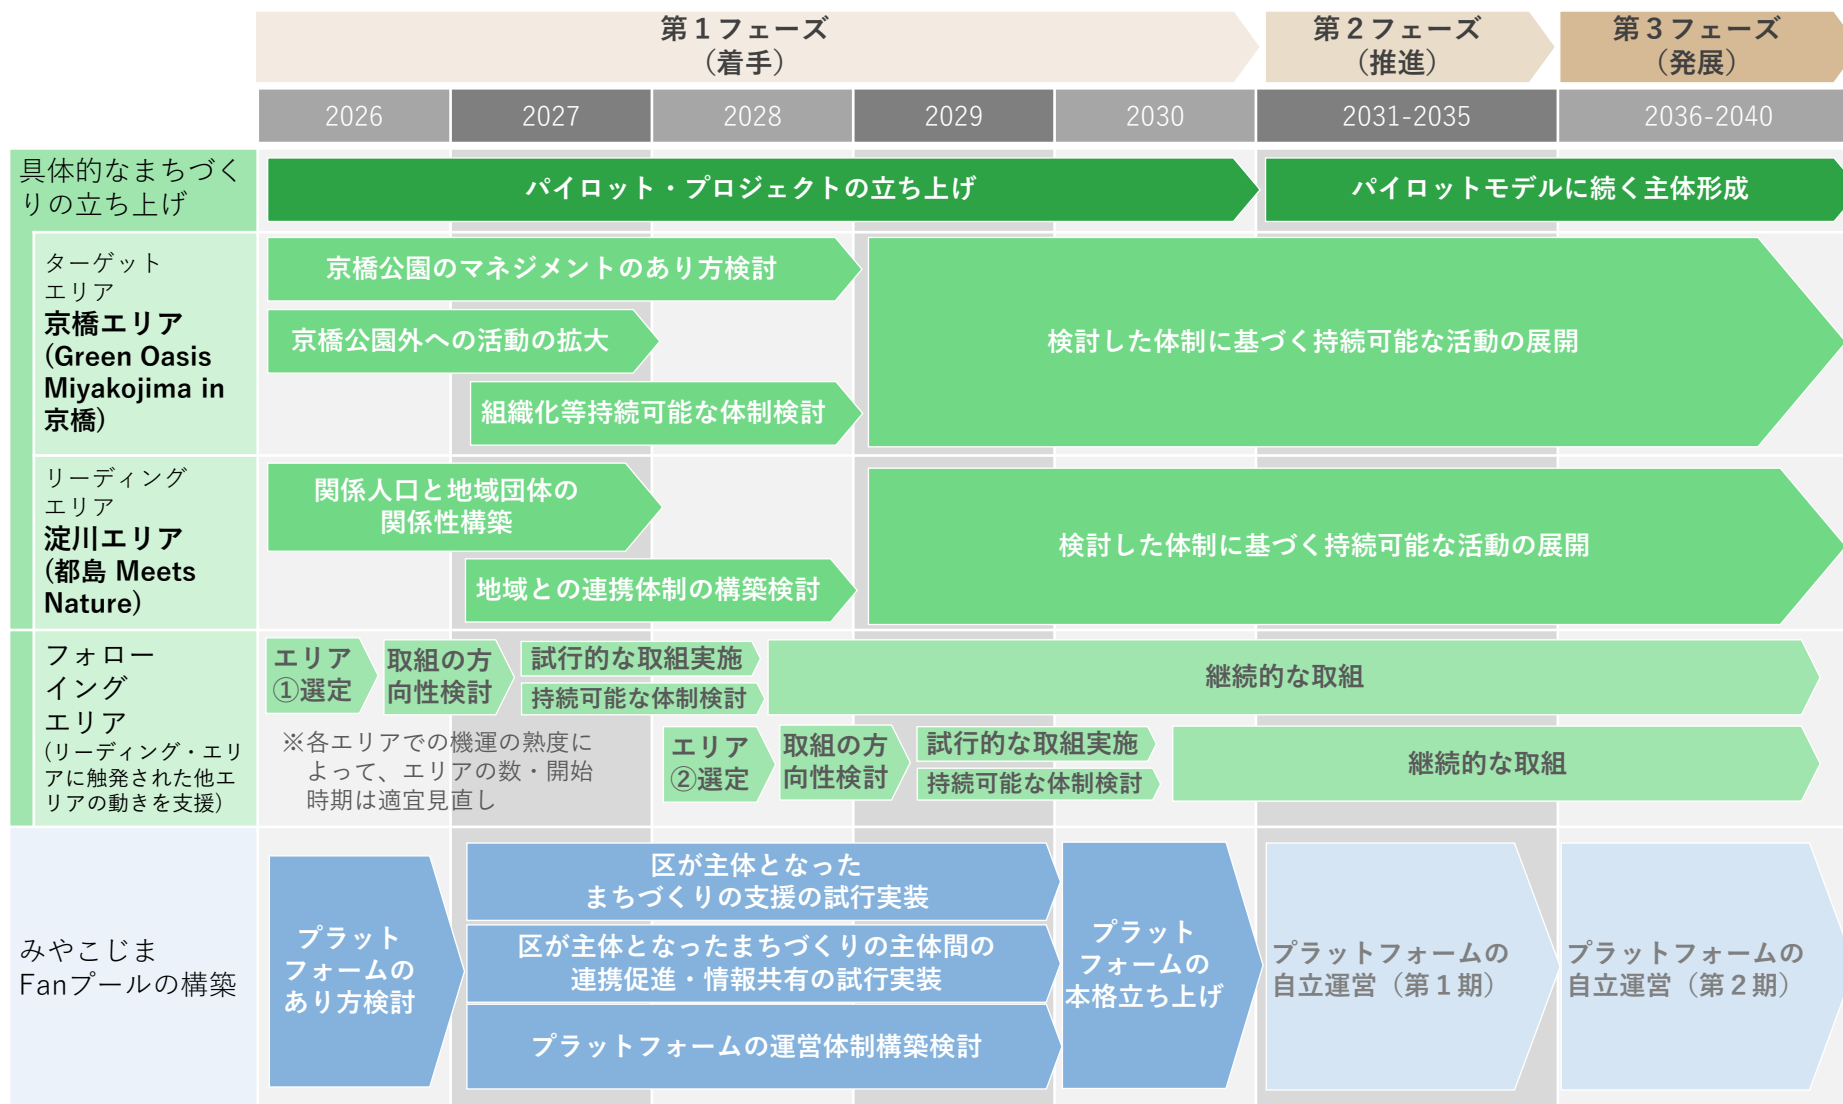 第１フェーズ
（着手）
第２フェーズ
（推進）
第３フェーズ
（発展）
2026
2027
2028
2029
2030
2031-2035
2036-2040
具体的なまちづく
りの立ち上げ
パイロット・プロジェクトの立ち上げ
パイロットモデルに続く主体形成
ターゲット
エリア
京橋エリア
(Green Oasis
Miyakojima in
京橋)
京橋公園のマネジメントのあり方検討
京橋公園外への活動の拡大
組織化等持続可能な体制検討
検討した体制に基づく持続可能な活動の展開
リーディング
エリア
淀川エリア
(都島 Meets
Nature)
関係人口と地域団体の
関係性構築
地域との連携体制の構築検討
検討した体制に基づく持続可能な活動の展開
フォロー
イング
エリア
(リーディング・エリ
アに触発された他エ
リアの動きを支援)
エリア
①選定
取組の方
向性検討
試行的な取組実施
持続可能な体制検討
継続的な取組
※各エリアでの機運の熟度に
よって、エリアの数・開始
時期は適宜見直し
エリア
②選定
取組の方
向性検討
試行的な取組実施
持続可能な体制検討
継続的な取組
みやこじま
Fanプールの構築
プラット
フォームの
あり方検討
区が主体となった
まちづくりの支援の試行実装
区が主体となったまちづくりの主体間の
連携促進・情報共有の試行実装
プラットフォームの運営体制構築検討
プラット
フォームの
本格立ち上げ
プラットフォームの
自立運営（第１期）
プラットフォームの
自立運営（第２期）